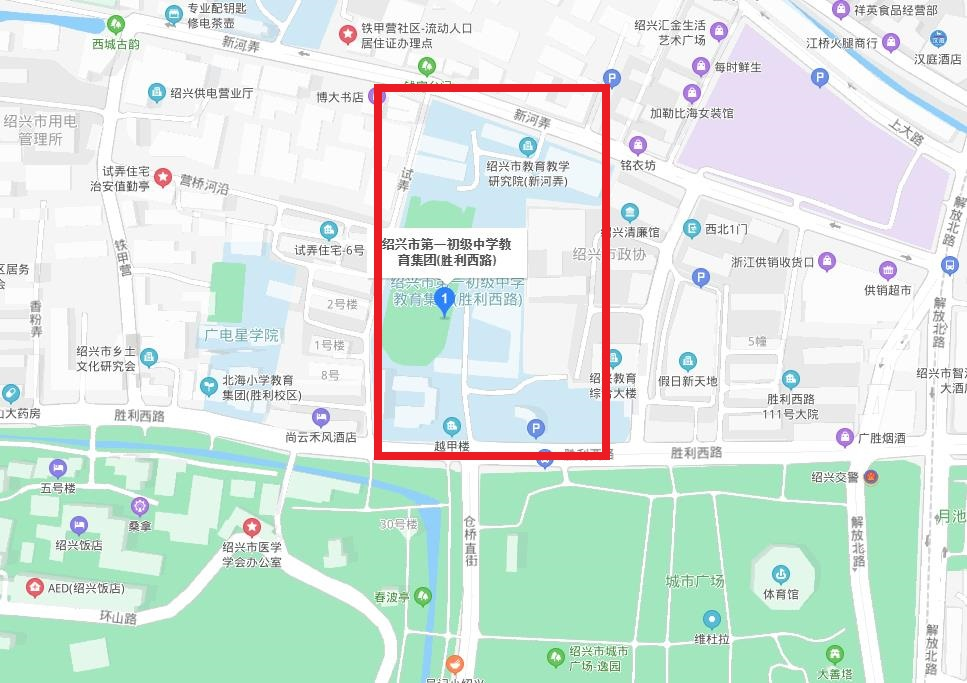 专业配钥匙
修电茶壶
西城古韵
新河弄
铁甲营社区-流动人口
居住证办理点
绍兴汇金生活
艺术广场
祥英食品经营部
江桥火腿商行
汉庭酒店
每时鲜生
P
P
加勒比海女装馆
上大路
绍兴供电营业厅
博大书店
绍兴市用电
管理所
新河弄
绍兴市教育教学
研究院(新河弄)
铭衣坊
试弄住宅
治安值勤亭
营桥河沿
试弄
解放北路
绍兴清廉馆
西北1门
绍兴市政协
试弄住宅-6号
铁甲营
绍兴市第一初级中学教
育集团(胜利西路)
浙江供销收货口
P
供销超市
绍兴市第一初级中学
教育集团(胜利西路)
1
2号楼
香粉弄
广电星学院
1号楼
8号
5幢
解放北路
绍兴市乡土
文化研究会
北海小学教育
集团(胜利校区)
假日新天地
胜利西路
111号大院
绍兴教育
综合大楼
胜利西路
尚云禾风酒店
越甲楼
P
胜利西路
胜利西路
广胜烟酒
绍兴交警
五号楼
桑拿
绍兴饭店
30号楼
仓桥直街
解放北路
月池
绍兴市医学
学会办公室
AED(绍兴饭店)
环山路
春波亭
城市广场
体育馆
维杜拉
绍兴市城市
广场-逸园
大善塔
解放北路